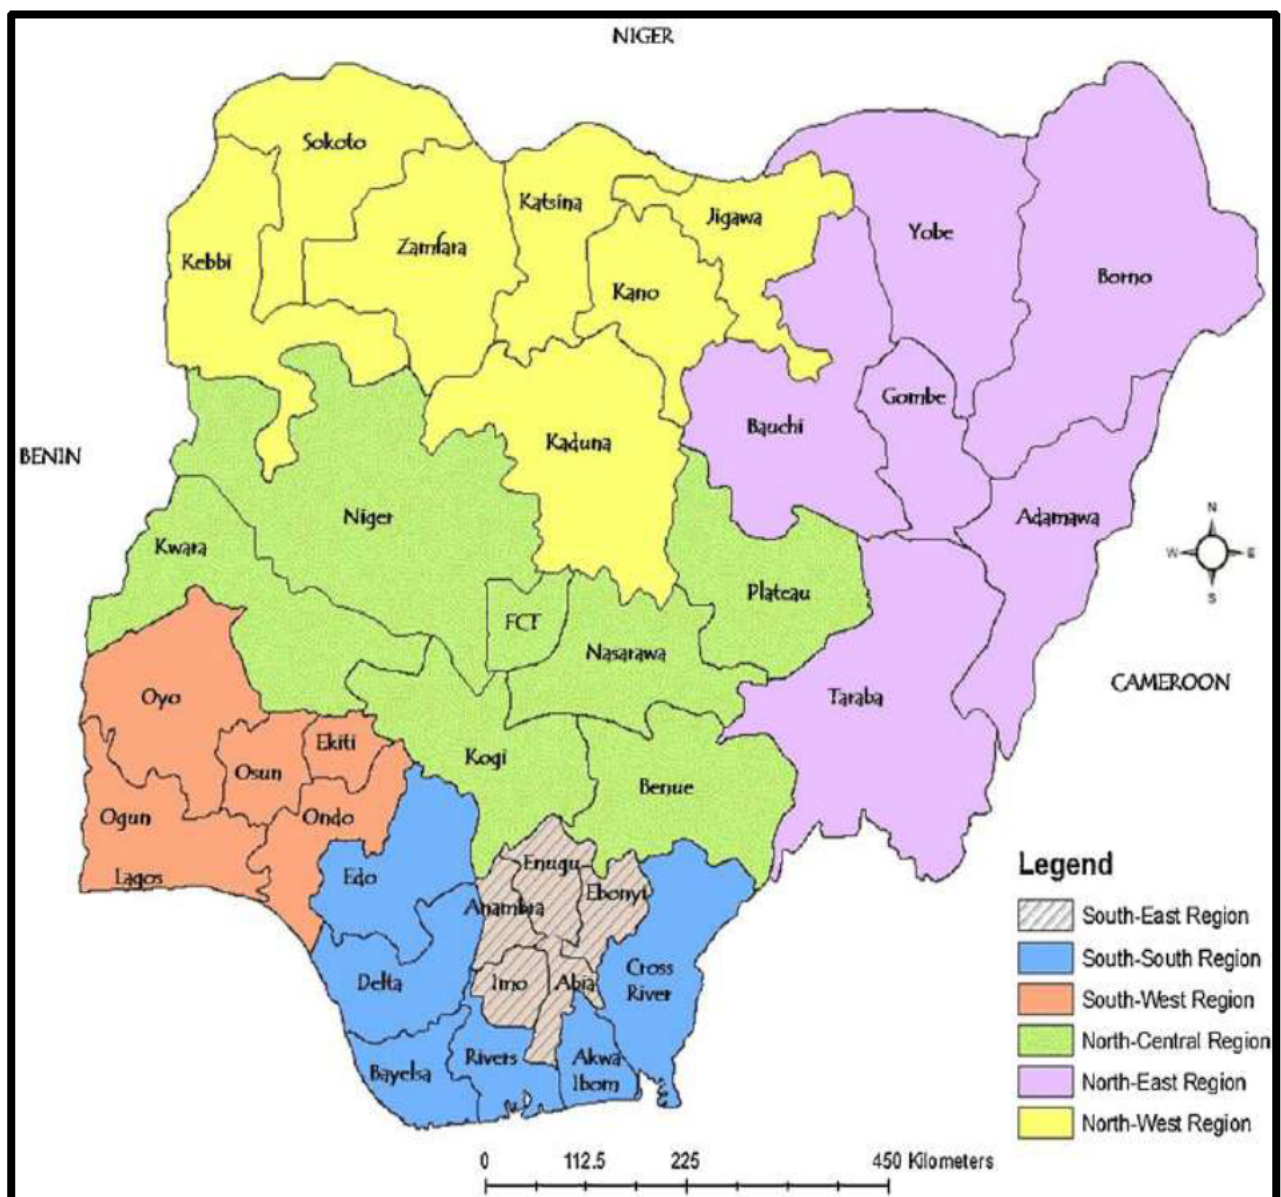 NIGER
Sokoto
Katsina
Jigawa
Yobe
Zamfara
Kebbi
Kano
Borno
Gombe
Bauchi
Kaduna
BENIN
Niger
Adamawa
N
Kwara
W
E
S
Plateau
FCT
Nasarawa
CAMEROON
Oyo
Taraba
Ekiti
Kogi
Osun
Benue
Ogun
Ondo
Lagos
Edo
Enugu
Ebonyi
Anambra
Delta
Imo
Abia
Cross
River
Rivers
Akwa
Ibom
Bayelsa
Legend
South-East Region
South-South Region
South-West Region
North-Central Region
North-East Region
North-West Region
0 112.5 225 450 Kilometers